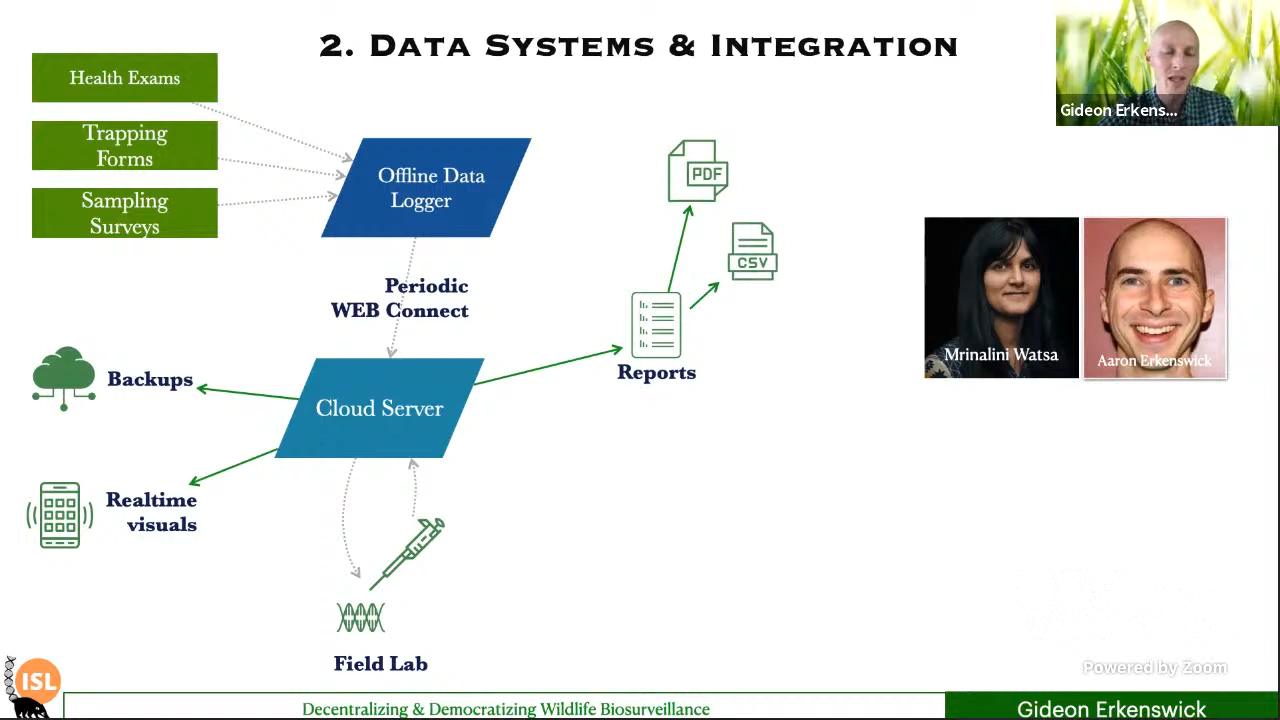 2. DATA SYSTEMS & INTEGRATION
Gideon Erkens...
Health Exams
Trapping
Forms
Sampling
Surveys
Offline Data
Logger
PDF
CSV
Periodic
WEB Connect
Mrinalini Watsa
Aaron Erkenswick
Reports
Backups
Cloud Server
Realtime
visuals
Field Lab
Powered by Zoom
ISL
Decentralizing & Democratizing Wildlife Biosurveillance
Gideon Erkenswick